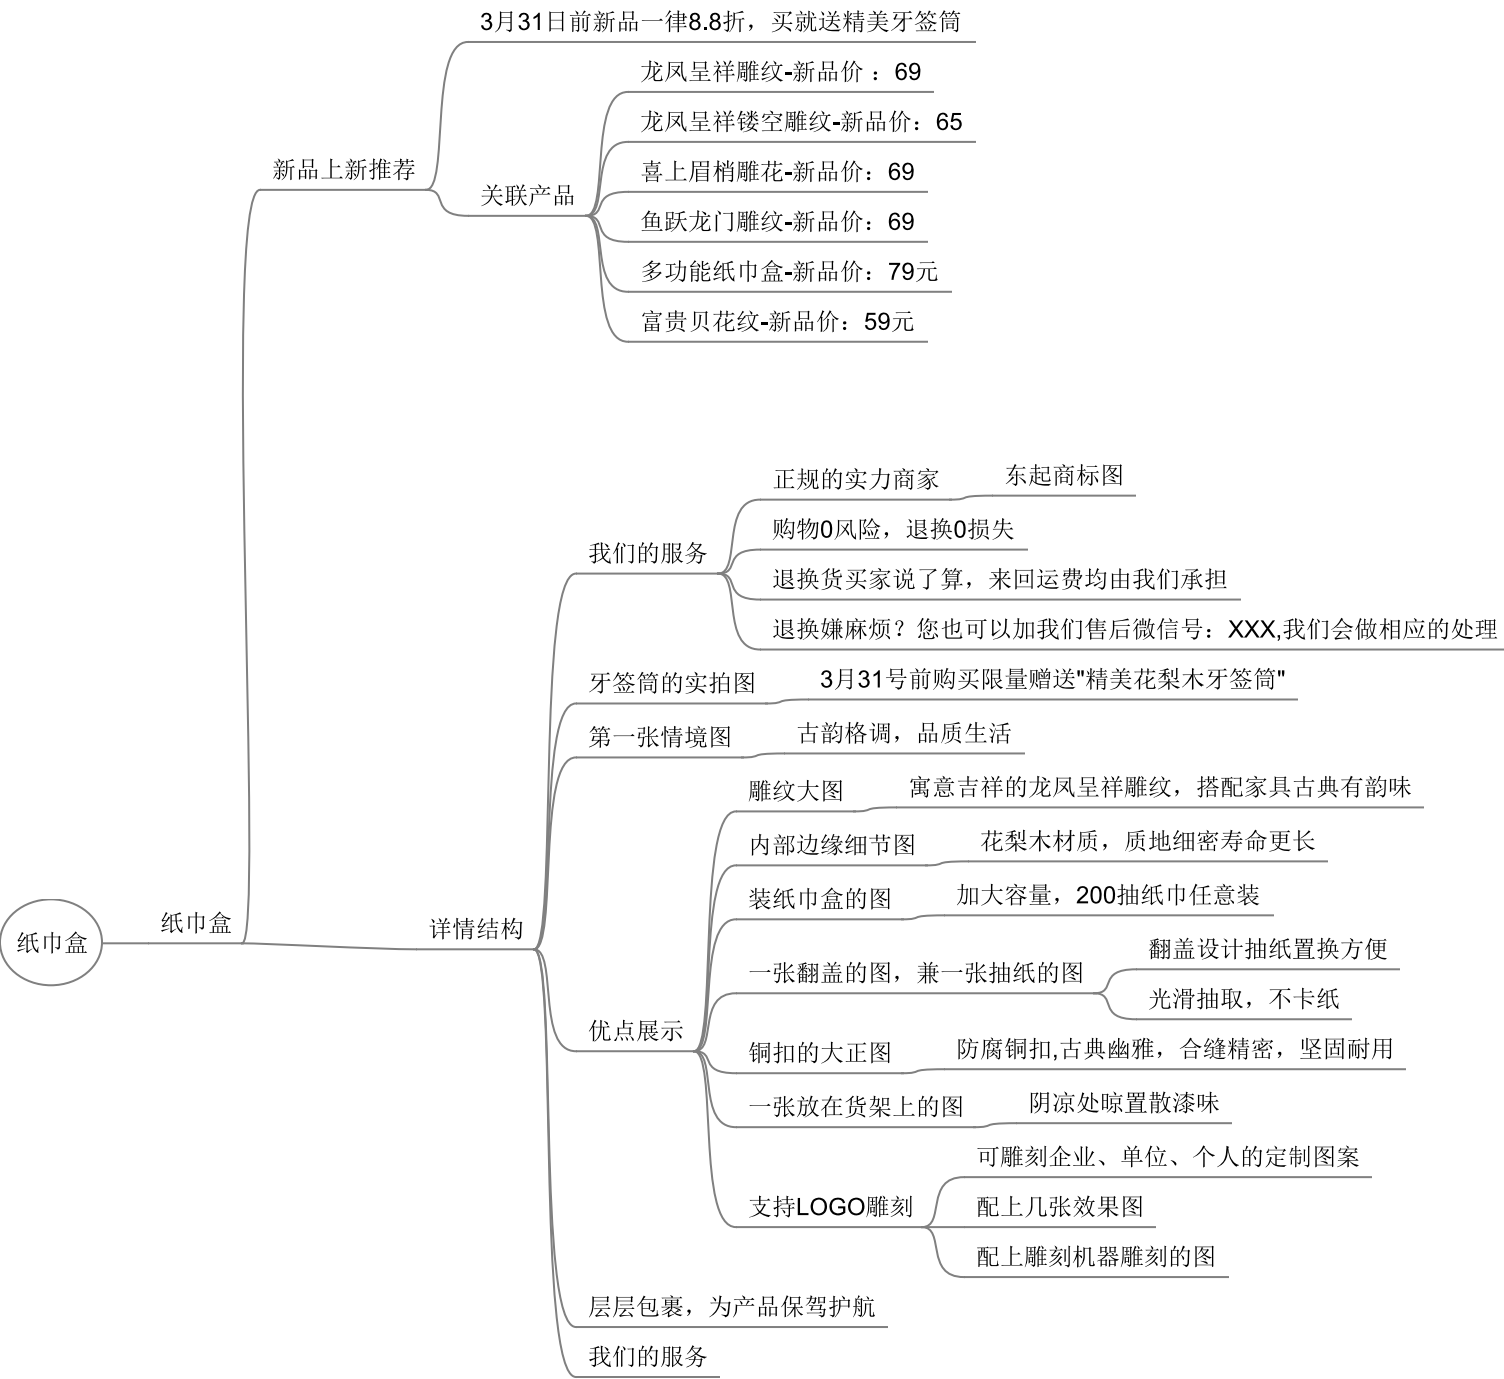 纸巾盒
纸巾盒
新品上新推荐
3月31日前新品一律8.8折，买就送精美牙签筒
关联产品
龙凤呈祥雕纹-新品价 ：69
龙凤呈祥镂空雕纹-新品价：65
喜上眉梢雕花-新品价：69
鱼跃龙门雕纹-新品价：69
多功能纸巾盒-新品价：79元
富贵贝花纹-新品价：59元
详情结构
我们的服务
正规的实力商家
东起商标图
购物0风险，退换0损失
退换货买家说了算，来回运费均由我们承担
退换嫌麻烦？您也可以加我们售后微信号：XXX,我们会做相应的处理
牙签筒的实拍图
3月31号前购买限量赠送"精美花梨木牙签筒"
第一张情境图
古韵格调，品质生活
优点展示
雕纹大图
寓意吉祥的龙凤呈祥雕纹，搭配家具古典有韵味
内部边缘细节图
花梨木材质，质地细密寿命更长
装纸巾盒的图
加大容量，200抽纸巾任意装
一张翻盖的图，兼一张抽纸的图
翻盖设计抽纸置换方便
光滑抽取，不卡纸
铜扣的大正图
防腐铜扣,古典幽雅，合缝精密，坚固耐用
一张放在货架上的图
阴凉处晾置散漆味
支持LOGO雕刻
可雕刻企业、单位、个人的定制图案
配上几张效果图
配上雕刻机器雕刻的图
层层包裹，为产品保驾护航
我们的服务